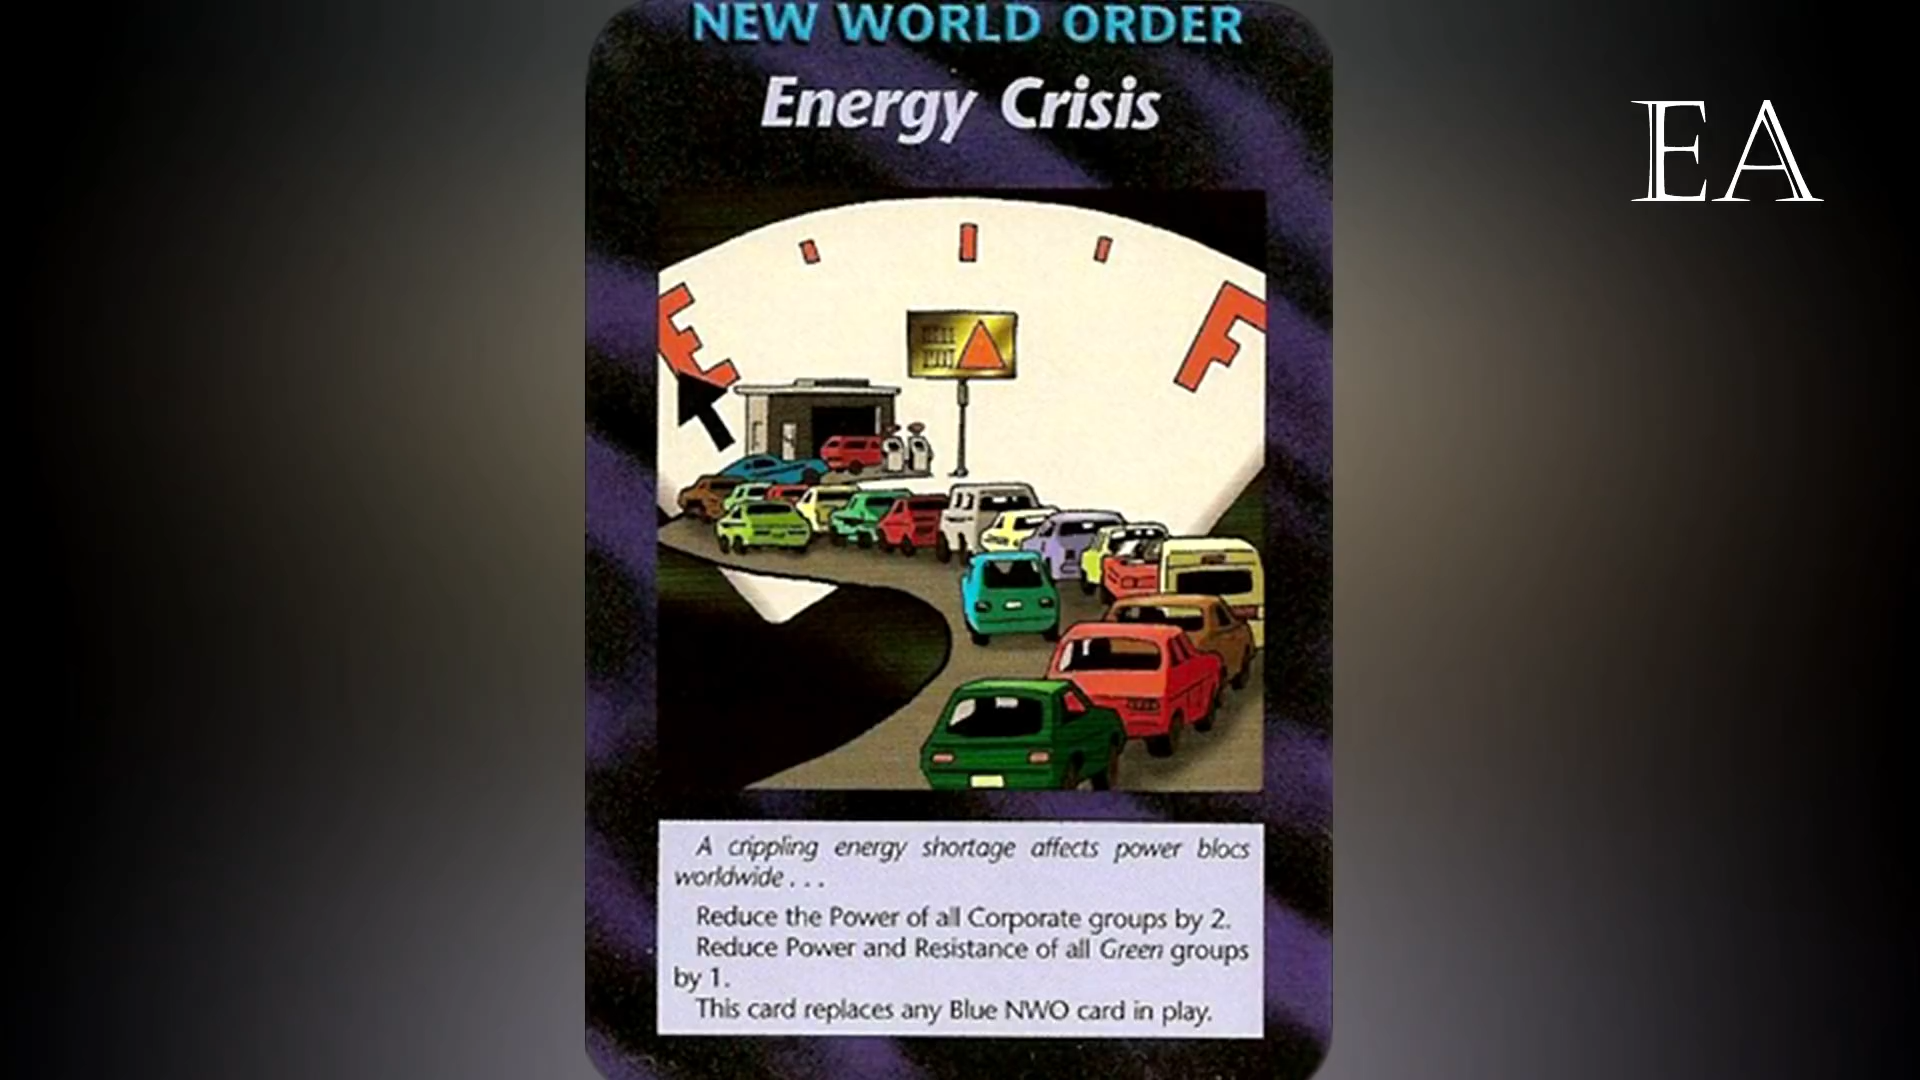 NEW WORLD ORDER
Energy Crisis
EA
E
F
A crippling energy shortage affects power blocs
worldwide . . .
Reduce the Power of all Corporate groups by 2.
Reduce Power and Resistance of all Green groups
by 1.
This card replaces any Blue NWO card in play.